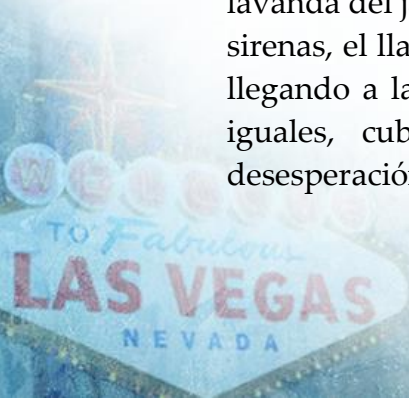 lavanda del j
sirenas, el lla
llegando a la
iguales, cub
desesperación
WELCOME
TO Fabulous
LAS VEGAS
NEVADA